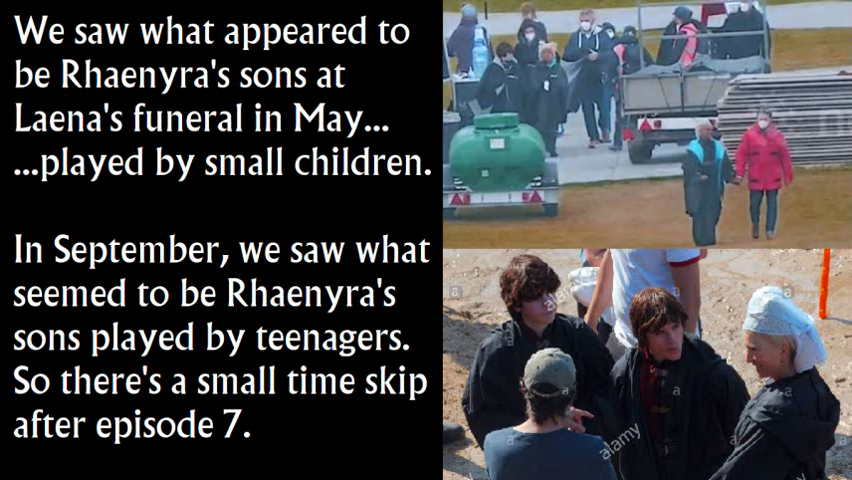 We saw what appeared to
be Rhaenyra's sons at
Laena's funeral in May...
...played by small children.
In September, we saw what
seemed to be Rhaenyra's
sons played by teenagers.
So there's a small time skip
after episode 7.
alamy
alamy
a
a
a
a